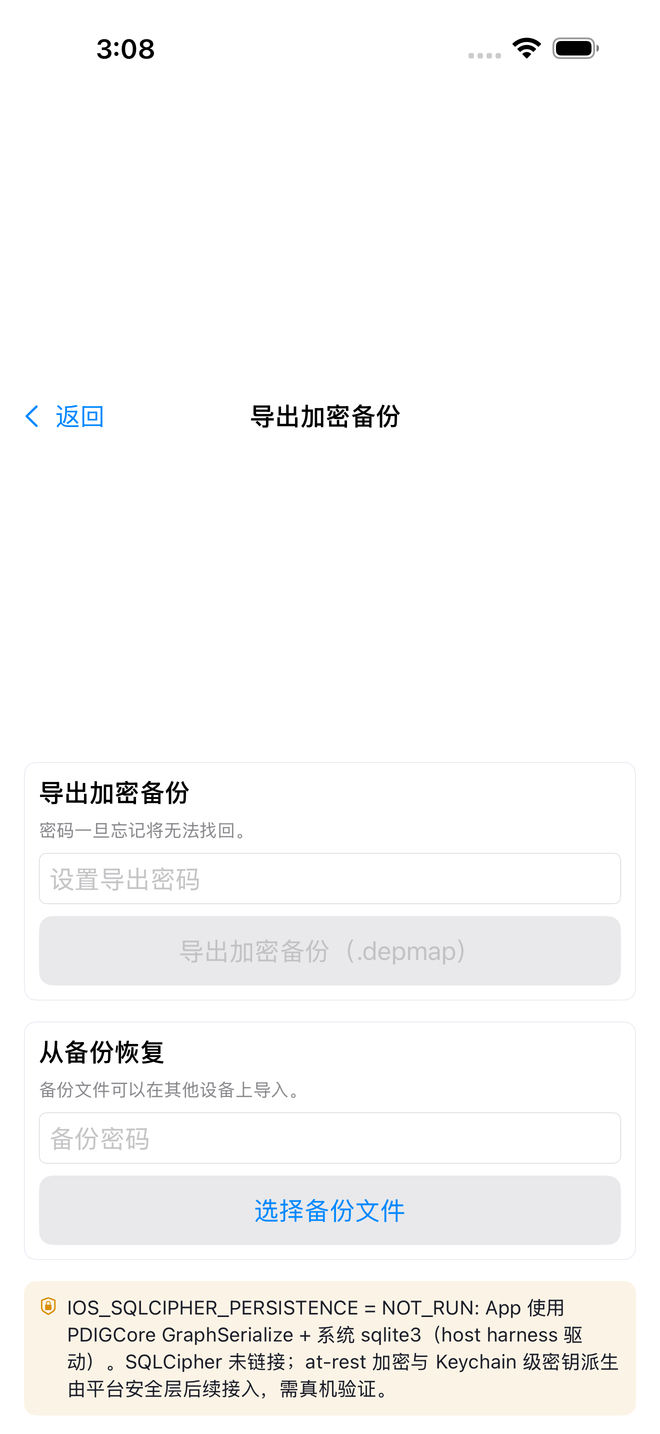 3:08
返回
导出加密备份
导出加密备份
密码一旦忘记将无法找回。
设置导出密码
导出加密备份（.depmap）
从备份恢复
备份文件可以在其他设备上导入。
备份密码
选择备份文件
IOS_SQLCIPHER_PERSISTENCE = NOT_RUN: App 使用
PDIGCore GraphSerialize + 系统 sqlite3（host harness 驱
动）。SQLCipher 未链接；at-rest 加密与 Keychain 级密钥派生
由平台安全层后续接入，需真机验证。